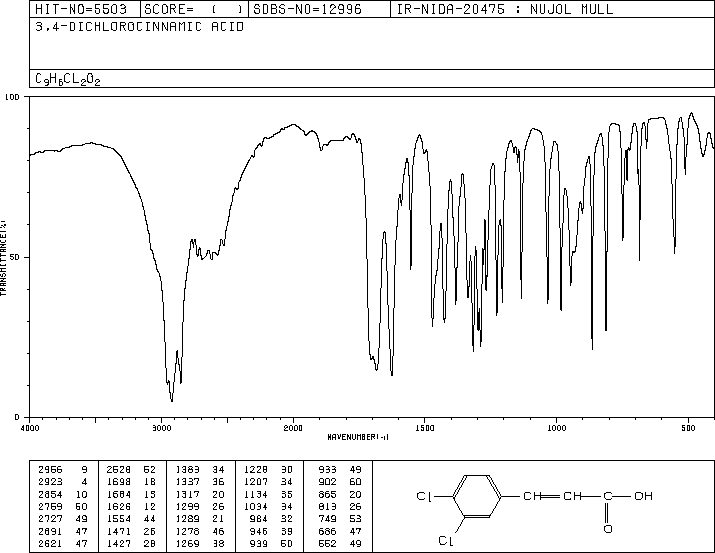 HIT-NO=5503 SCORE= ( ) SDBS-NO=12996 IR-NIDA-20475 : NUJOL MULL
3,4-DICHLOROCINNAMIC ACID
C9H6CL2O2
100
50
0
TRANSMITTANCE(%)
4000 3000 2000 1500 1000 500
WAVENUMBER(-1)
2956 9 2528 52 1383 34 1228 30 933 49
2923 4 1698 18 1337 36 1207 34 902 60
2854 10 1684 15 1317 20 1134 35 865 20
2759 50 1626 12 1299 26 1034 34 813 26
2727 49 1554 44 1289 21 984 32 749 53
2691 47 1471 26 1278 46 946 39 686 47
2621 47 1427 28 1269 38 939 50 552 49
Cl
CH CH C OH
Cl
O